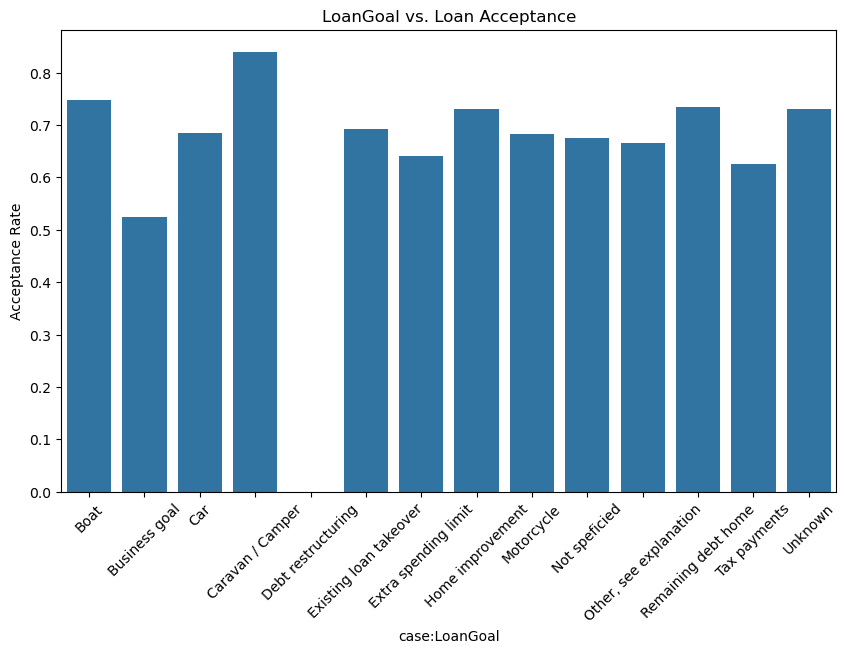 LoanGoal vs. Loan Acceptance
Acceptance Rate
0.8
0.7
0.6
0.5
0.4
0.3
0.2
0.1
0.0
Boat
Business goal
Car
Caravan / Camper
Debt restructuring
Existing loan takeover
Extra spending limit
Home improvement
Motorcycle
Not speficied
Other, see explanation
Remaining debt home
Tax payments
Unknown
case:LoanGoal